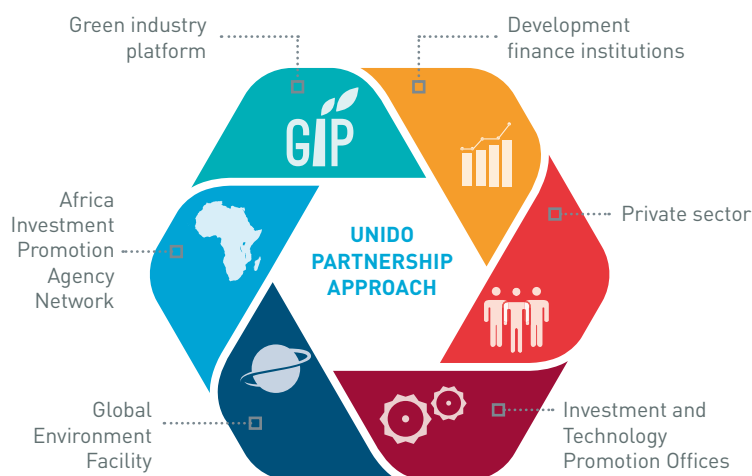 Green industry
platform
Development
finance institutions
GIP
Africa
Investment
Promotion
Agency
Network
UNIDO
PARTNERSHIP
APPROACH
Private sector
Global
Environment
Facility
Investment and
Technology
Promotion Offices